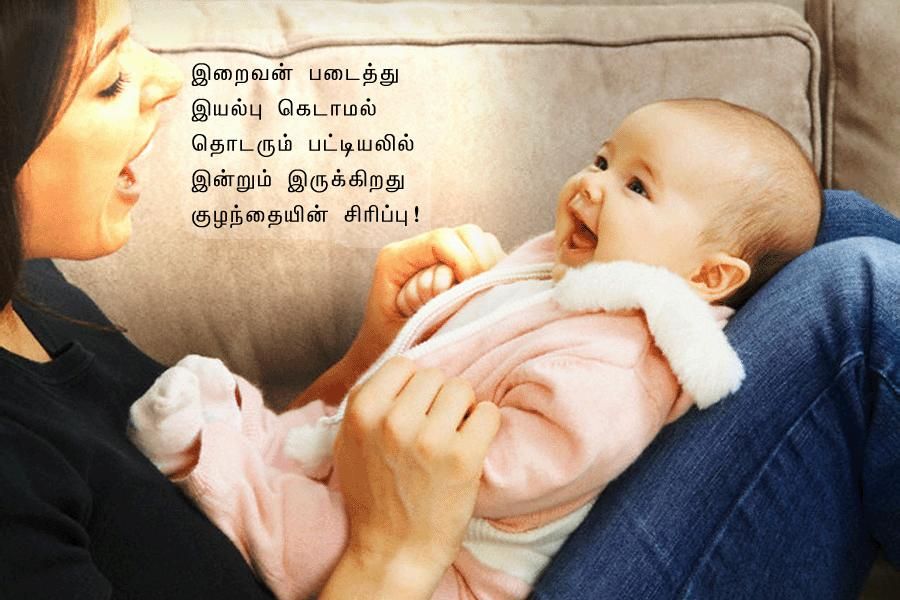 இறைவன் படைத்து
இயல்பு கெடாமல்
தொடரும் பட்டியலில்
இன்றும் இருக்கிறது
குழந்தையின் சிரிப்பு!